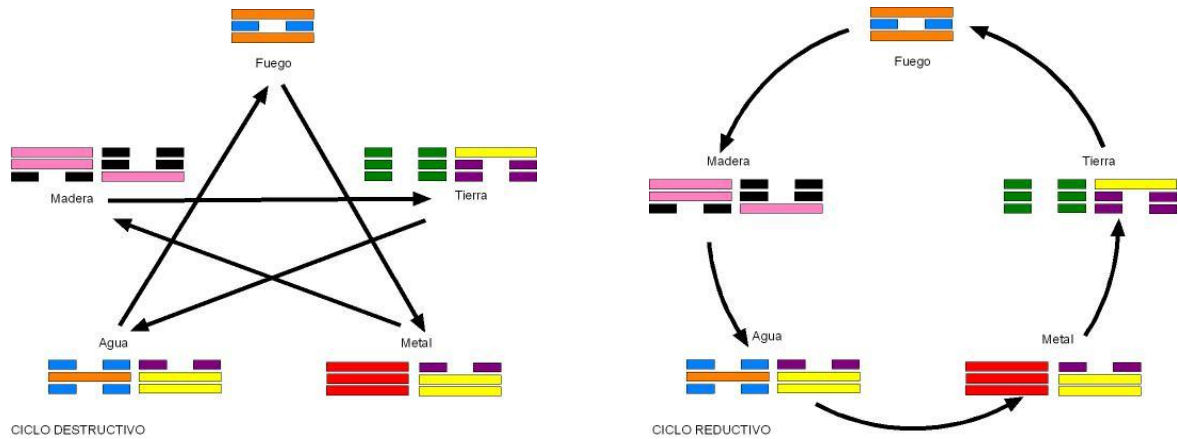 Fuego
Madera
Tierra
Agua
Metal
CICLO DESTRUCTIVO
Fuego
Madera
Tierra
Agua
Metal
CICLO REDUCTIVO